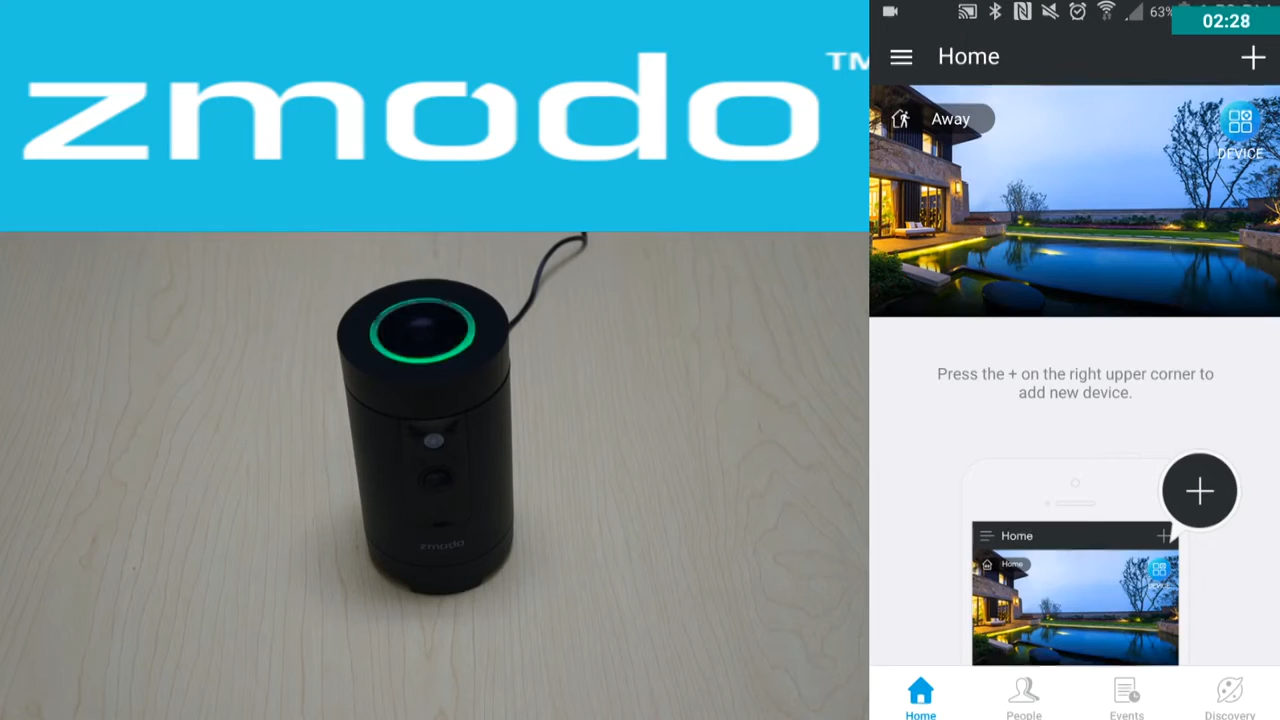 zmodo
TM
zmodo
63%
02:28
Home
Away
DEVICE
Press the + on the right upper corner to
add new device.
Home
Home
Home
People
Events
Discovery